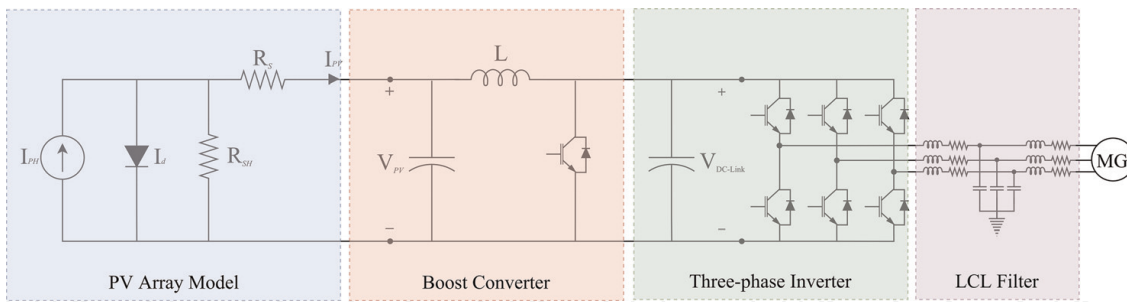 R_S
I_PV
L
I_PH
I_d
R_SH
+
V_PV
−
+
V_DC-Link
−
MG
PV Array Model
Boost Converter
Three-phase Inverter
LCL Filter